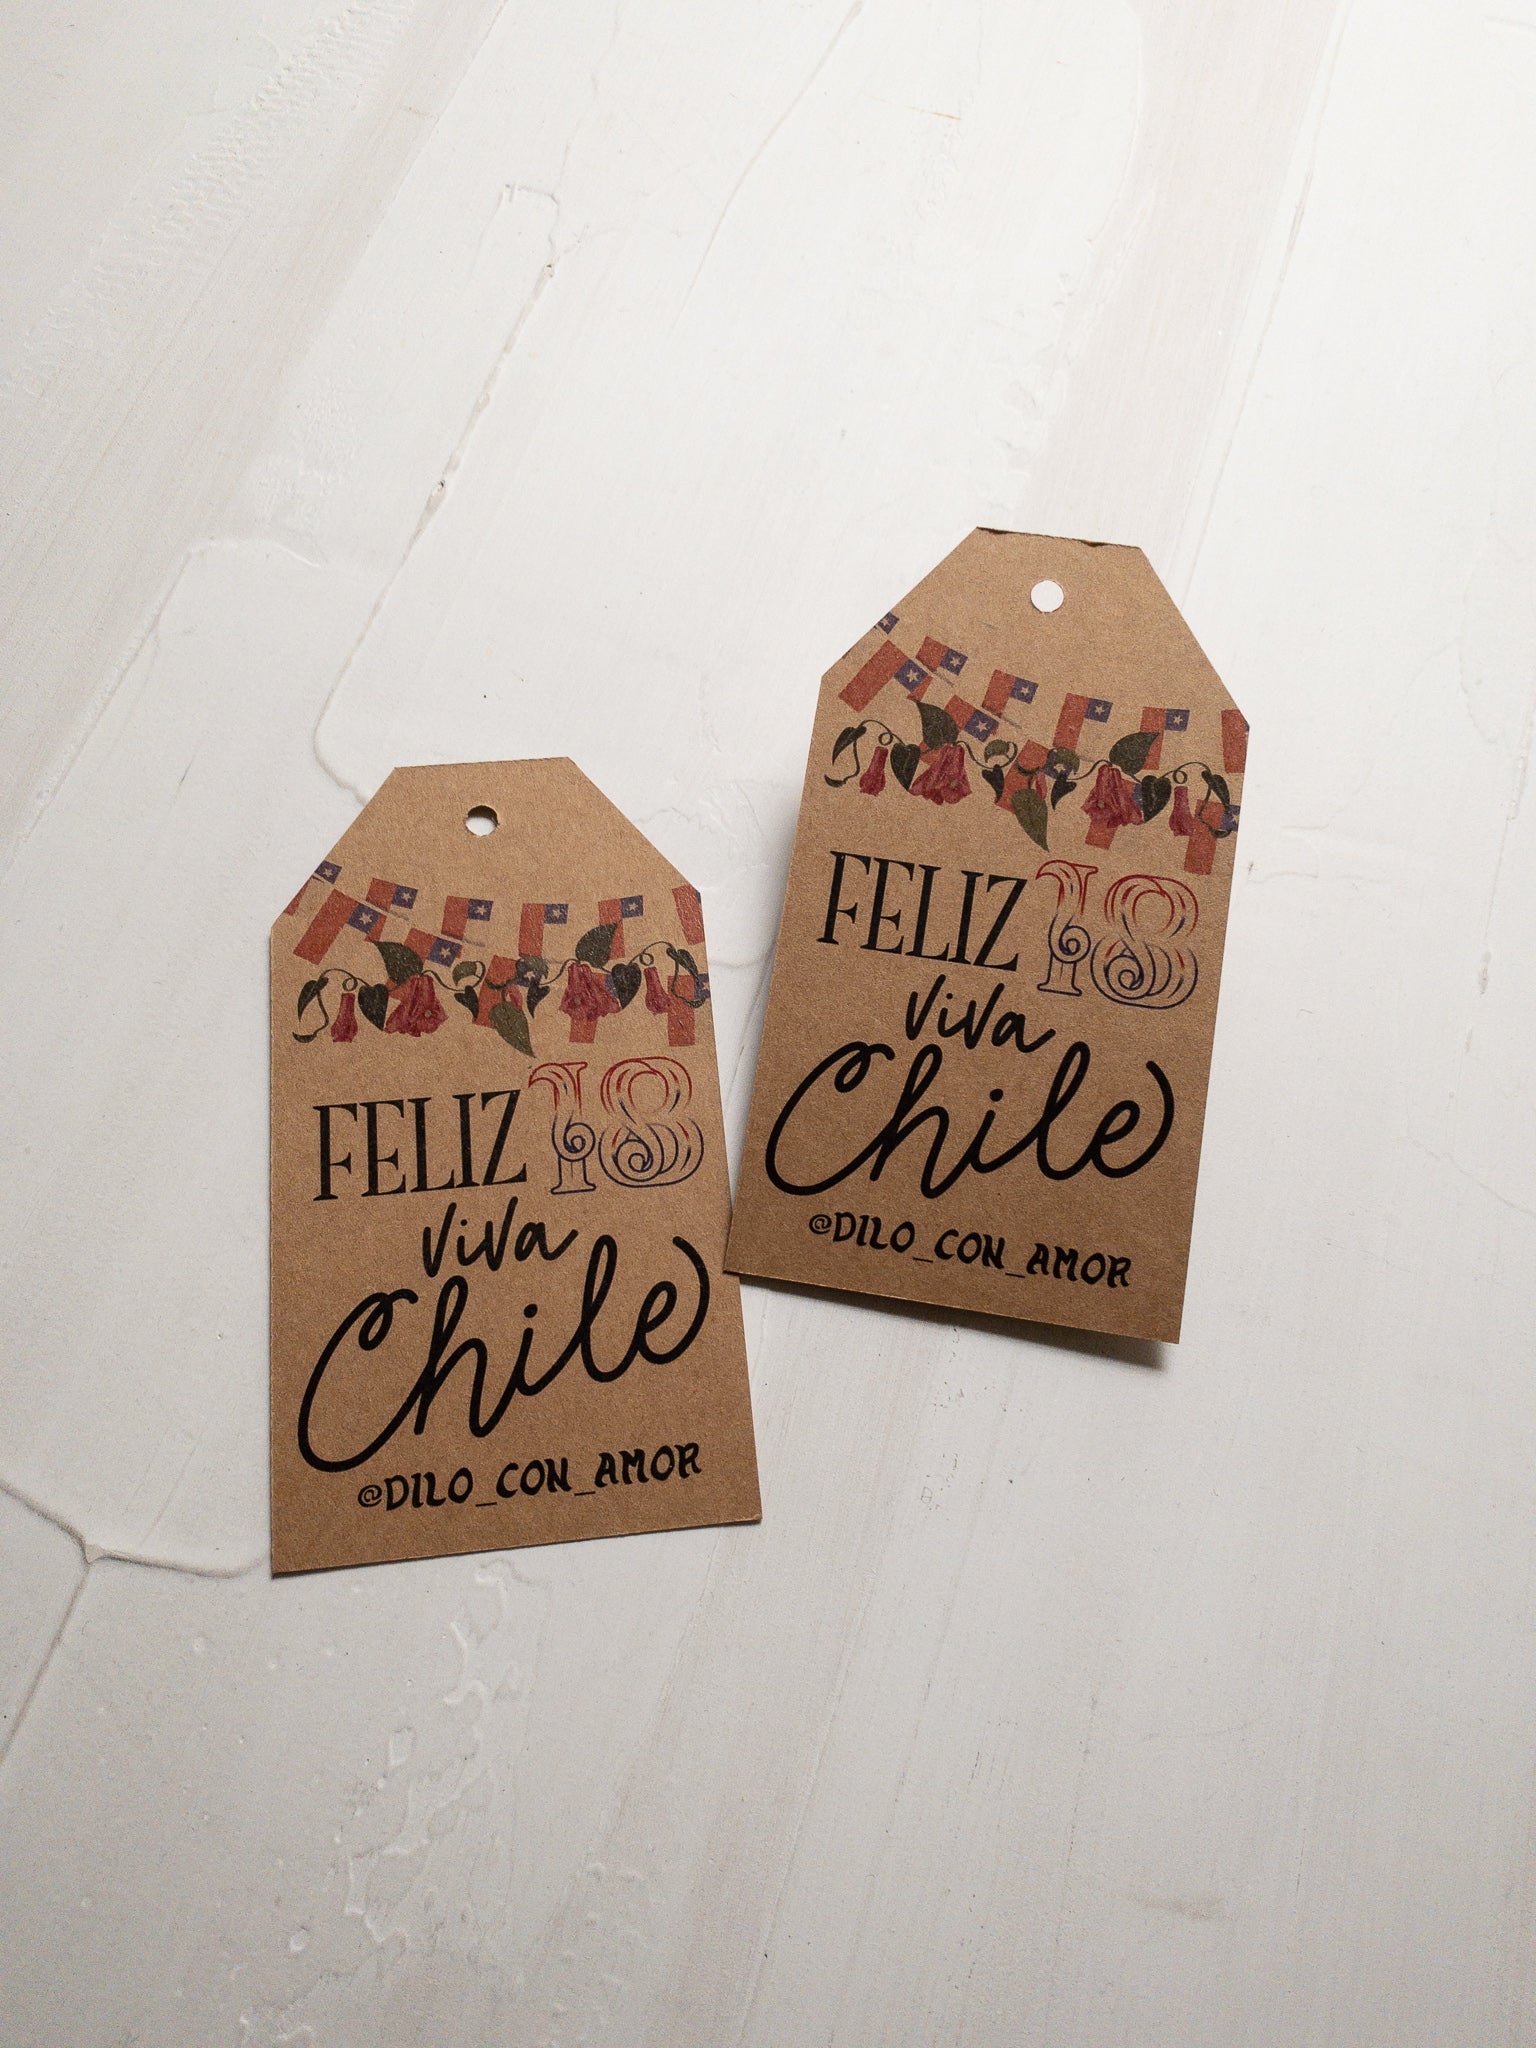 FELIZ 18
viva
Chile
@DILO_CON_AMOR
FELIZ 18
viva
Chile
@DILO_CON_AMOR